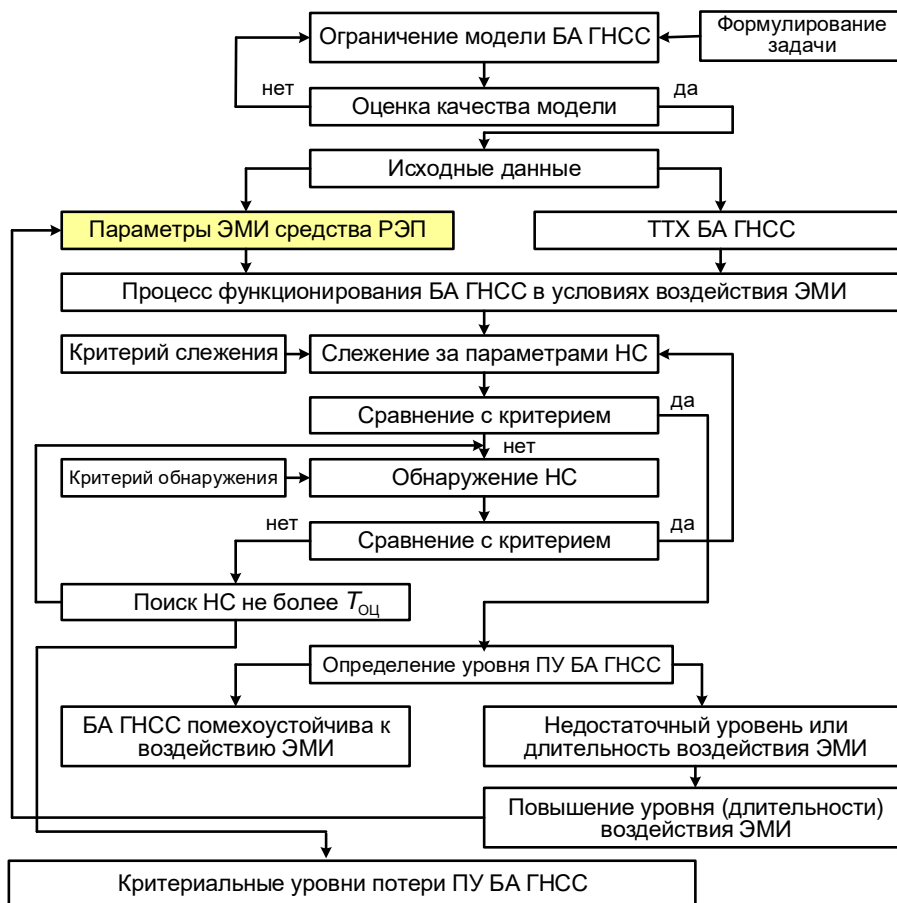 Ограничение модели БА ГНСС
Формулирование
задачи
нет
Оценка качества модели
да
Исходные данные
Параметры ЭМИ средства РЭП
ТТХ БА ГНСС
Процесс функционирования БА ГНСС в условиях воздействия ЭМИ
Критерий слежения
Слежение за параметрами НС
Сравнение с критерием
да
нет
Критерий обнаружения
Обнаружение НС
нет
Сравнение с критерием
да
Поиск НС не более TОЦ
Определение уровня ПУ БА ГНСС
БА ГНСС помехоустойчива к
воздействию ЭМИ
Недостаточный уровень или
длительность воздействия ЭМИ
Повышение уровня (длительности)
воздействия ЭМИ
Критериальные уровни потери ПУ БА ГНСС